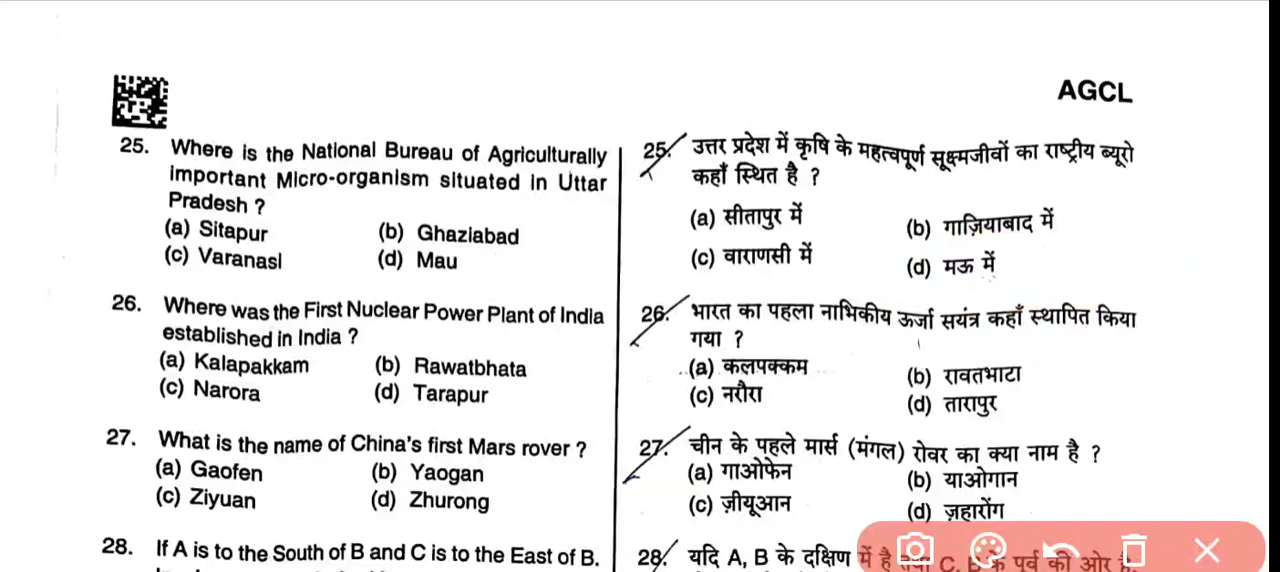 AGCL
25. Where is the National Bureau of Agriculturally
important Micro-organism situated in Uttar
Pradesh ?
(a) Sitapur (b) Ghaziabad
(c) Varanasi (d) Mau
26. Where was the First Nuclear Power Plant of India
established in India ?
(a) Kalapakkam (b) Rawatbhata
(c) Narora (d) Tarapur
27. What is the name of China's first Mars rover ?
(a) Gaofen (b) Yaogan
(c) Ziyuan (d) Zhurong
28. If A is to the South of B and C is to the East of B.
25. उत्तर प्रदेश में कृषि के महत्वपूर्ण सूक्ष्मजीवों का राष्ट्रीय ब्यूरो
कहाँ स्थित है ?
(a) सीतापुर में (b) गाज़ियाबाद में
(c) वाराणसी में (d) मऊ में
26. भारत का पहला नाभिकीय ऊर्जा सयंत्र कहाँ स्थापित किया
गया ?
(a) कलपक्कम (b) रावतभाटा
(c) नरौरा (d) तारापुर
27. चीन के पहले मार्स (मंगल) रोवर का क्या नाम है ?
(a) गाओफेन (b) याओगान
(c) ज़ीयूआन (d) ज़हारोंग
28. यदि A, B के दक्षिण में है तथा C, B के पूर्व की ओर है,